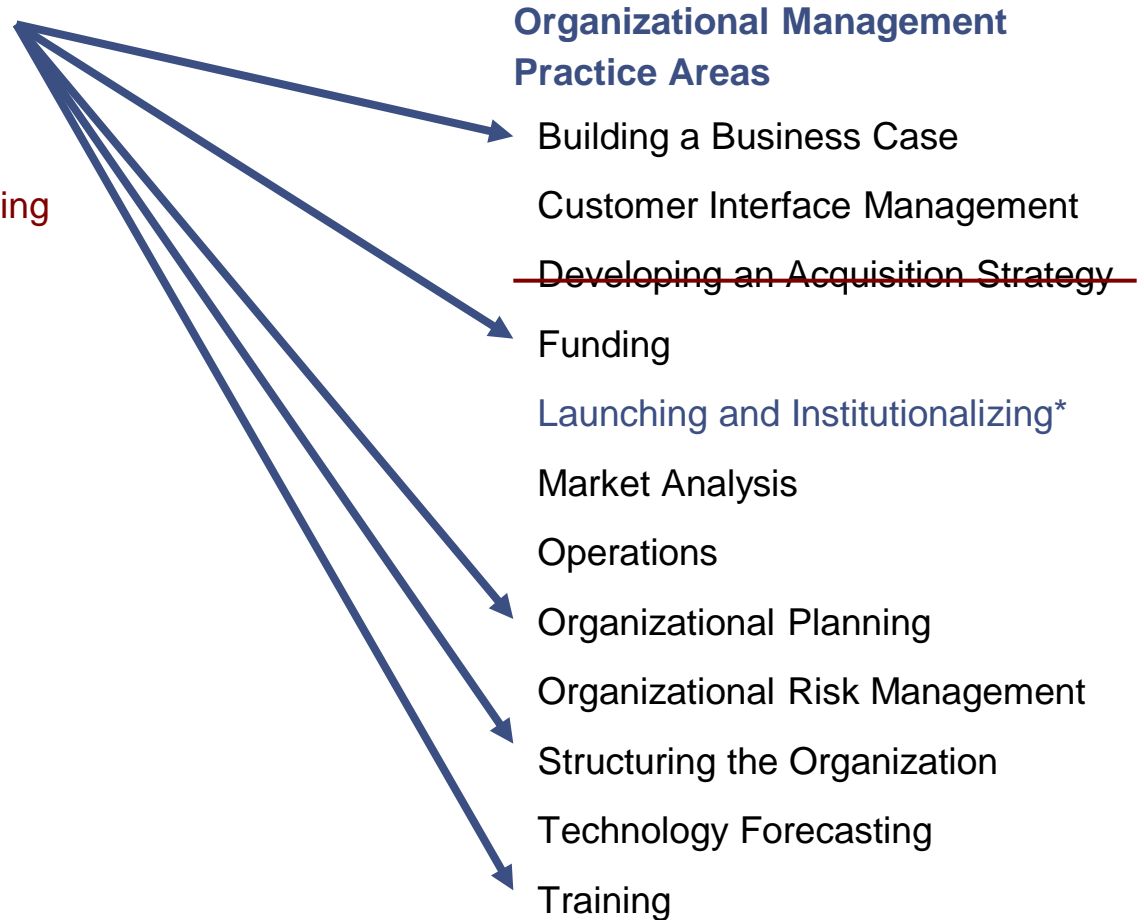 Organizational Management
Practice Areas
Building a Business Case
ing
Customer Interface Management
Developing an Acquisition Strategy
Funding
Launching and Institutionalizing*
Market Analysis
Operations
Organizational Planning
Organizational Risk Management
Structuring the Organization
Technology Forecasting
Training